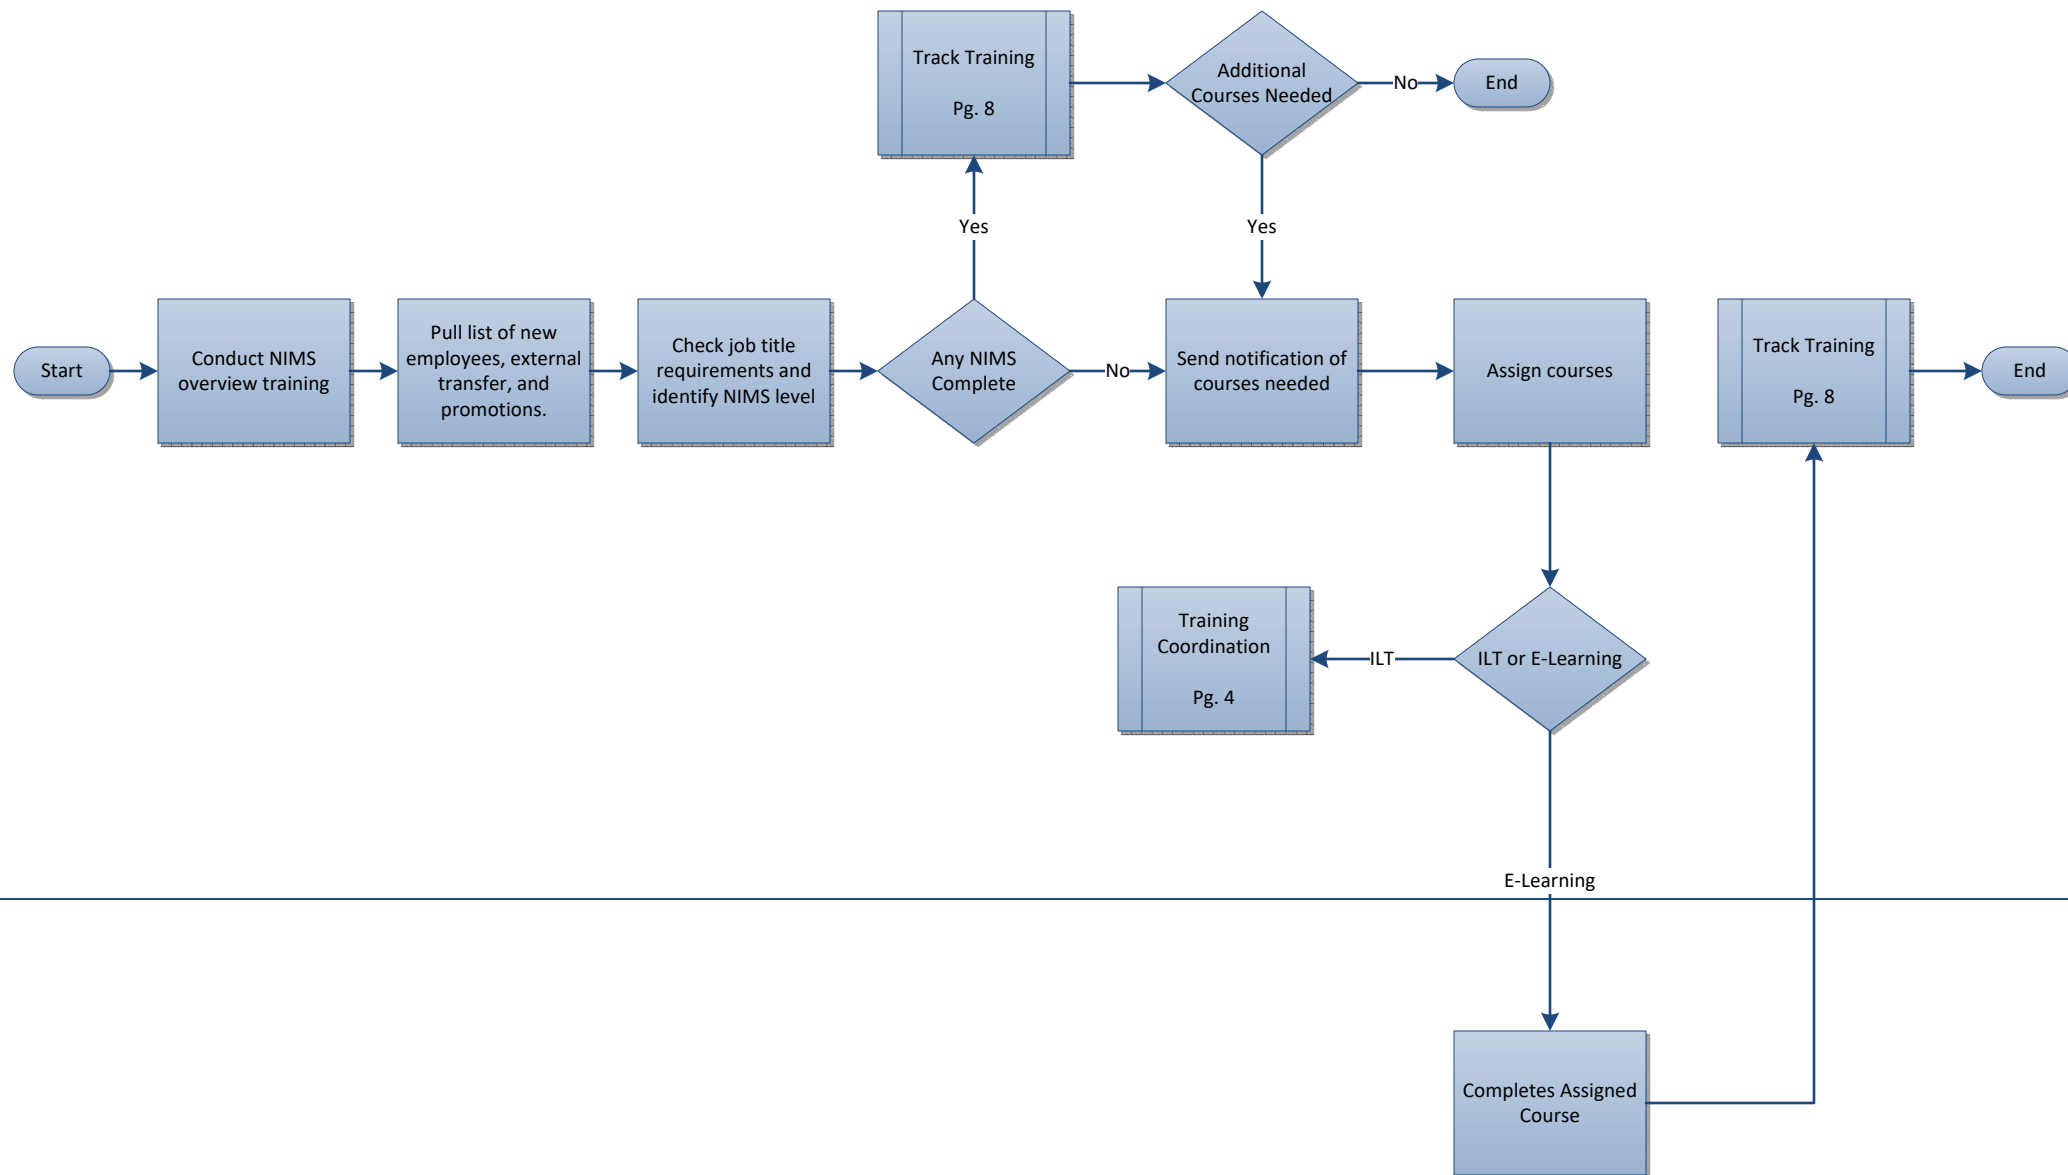 Track Training
Pg. 8
Additional
Courses Needed
No
End
Yes
Yes
Start
Conduct NIMS
overview training
Pull list of new
employees, external
transfer, and
promotions.
Check job title
requirements and
identify NIMS level
Any NIMS
Complete
No
Send notification of
courses needed
Assign courses
Track Training
Pg. 8
End
Training
Coordination
Pg. 4
ILT
ILT or E-Learning
E-Learning
Completes Assigned
Course